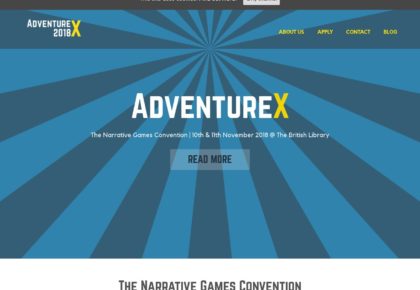 ADVENTURE X
2018
ABOUT US
APPLY
CONTACT
BLOG
ADVENTUREX
The Narrative Games Convention | 10th & 11th November 2018 @ The British Library
READ MORE
THE NARRATIVE GAMES CONVENTION